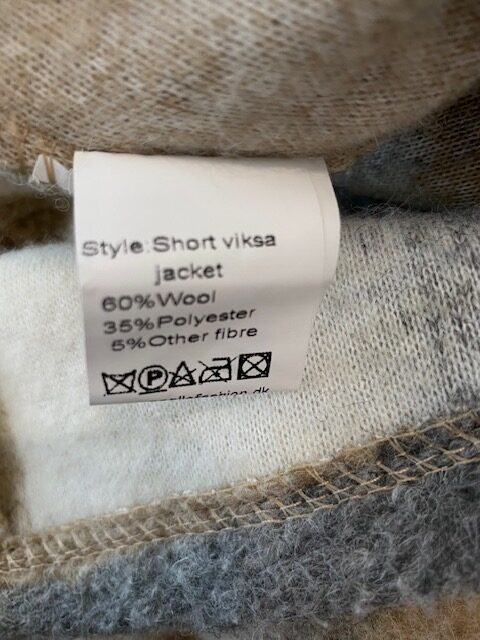 Style:Short viksa
jacket
60%Wool
35%Polyester
5%Other fibre
P